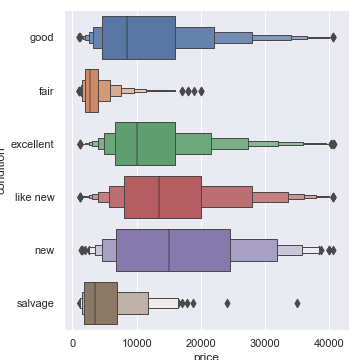 good
fair
excellent
like new
new
salvage
condition
0 10000 20000 30000 40000
price